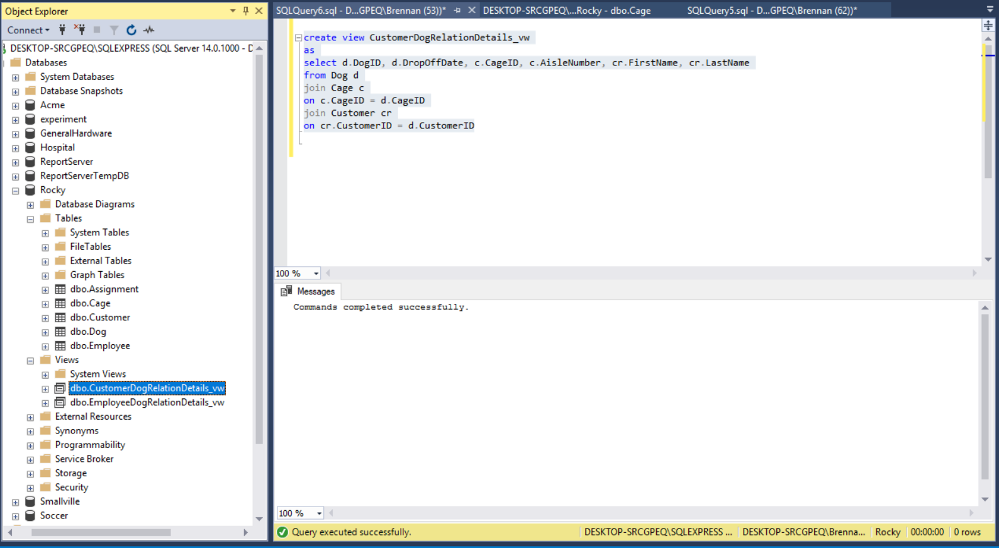 Object Explorer
Connect
DESKTOP-SRCGPEQ\SQLEXPRESS (SQL Server 14.0.1000 - D
Databases
System Databases
Database Snapshots
Acme
experiment
GeneralHardware
Hospital
ReportServer
ReportServerTempDB
Rocky
Database Diagrams
Tables
System Tables
FileTables
External Tables
Graph Tables
dbo.Assignment
dbo.Cage
dbo.Customer
dbo.Dog
dbo.Employee
Views
System Views
dbo.CustomerDogRelationDetails_vw
dbo.EmployeeDogRelationDetails_vw
External Resources
Synonyms
Programmability
Service Broker
Storage
Security
Smallville
Soccer
SQLQuery6.sql - D...GPEQ\Brennan (53))* DESKTOP-SRCGPEQ\...Rocky - dbo.Cage SQLQuery5.sql - D...GPEQ\Brennan (62))*
create view CustomerDogRelationDetails_vw
as
select d.DogID, d.DropOffDate, c.CageID, c.AisleNumber, cr.FirstName, cr.LastName
from Dog d
join Cage c
on c.CageID = d.CageID
join Customer cr
on cr.CustomerID = d.CustomerID
100 %
Messages
Commands completed successfully.
100 %
Query executed successfully. DESKTOP-SRCGPEQ\SQLEXPRESS ... DESKTOP-SRCGPEQ\Brenna... Rocky 00:00:00 0 rows